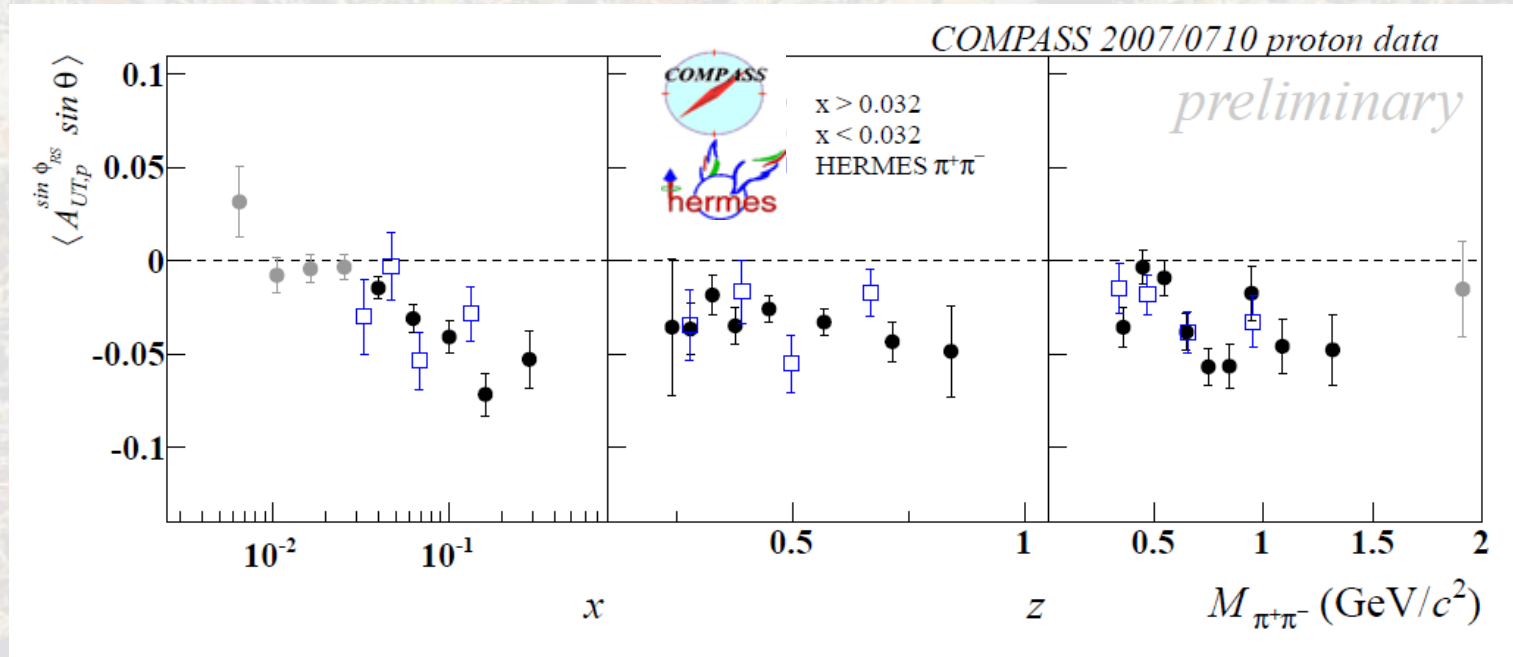 COMPASS 2007/0710 proton data
preliminary
COMPASS
x > 0.032
x < 0.032
HERMES π⁺π⁻
hermes
⟨A_{UT,p}^{sin ϕ_{RS}} sin θ⟩
0.1
0.05
0
-0.05
-0.1
10⁻² 10⁻¹
x
0.5 1
z
0.5 1 1.5 2
M_{π⁺π⁻} (GeV/c²)